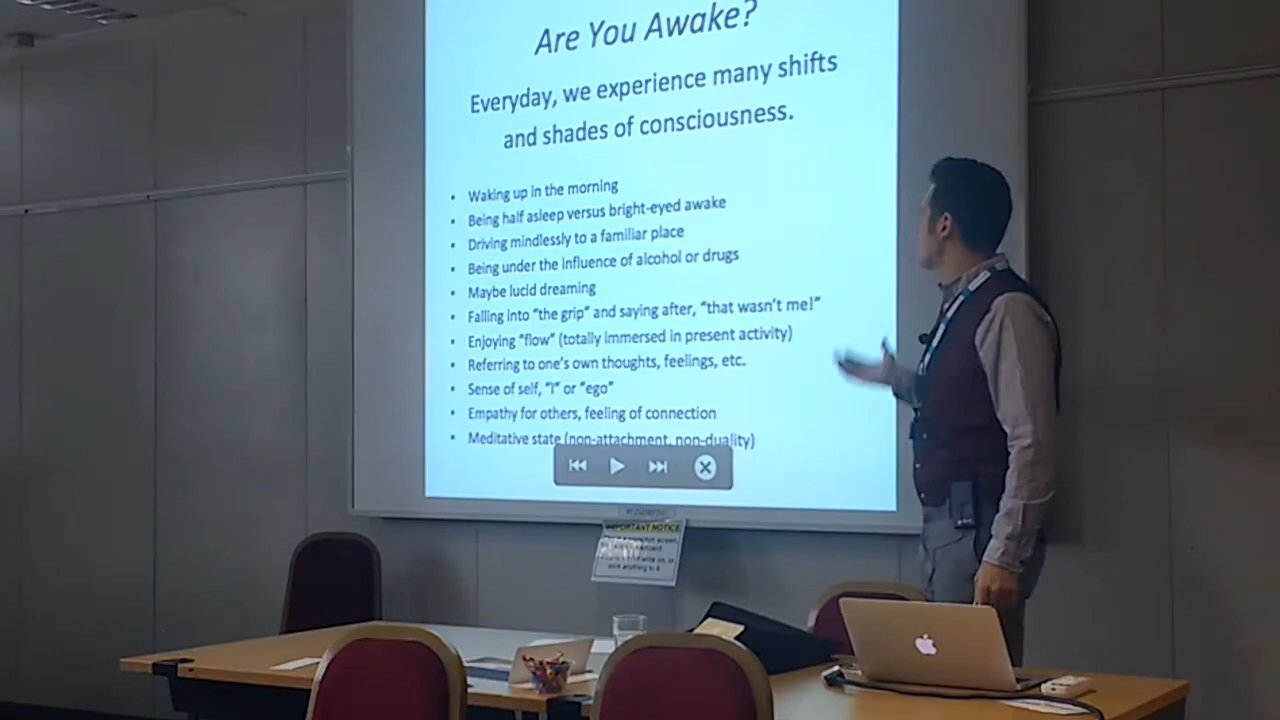 Are You Awake?
Everyday, we experience many shifts
and shades of consciousness.
• Waking up in the morning
• Being half asleep versus bright-eyed awake
• Driving mindlessly to a familiar place
• Being under the influence of alcohol or drugs
• Maybe lucid dreaming
• Falling into “the grip” and saying after, “that wasn’t me!”
• Enjoying “flow” (totally immersed in present activity)
• Referring to one’s own thoughts, feelings, etc.
• Sense of self, “I” or “ego”
• Empathy for others, feeling of connection
• Meditative state (non-attachment, non-duality)
IMPORTANT NOTICE